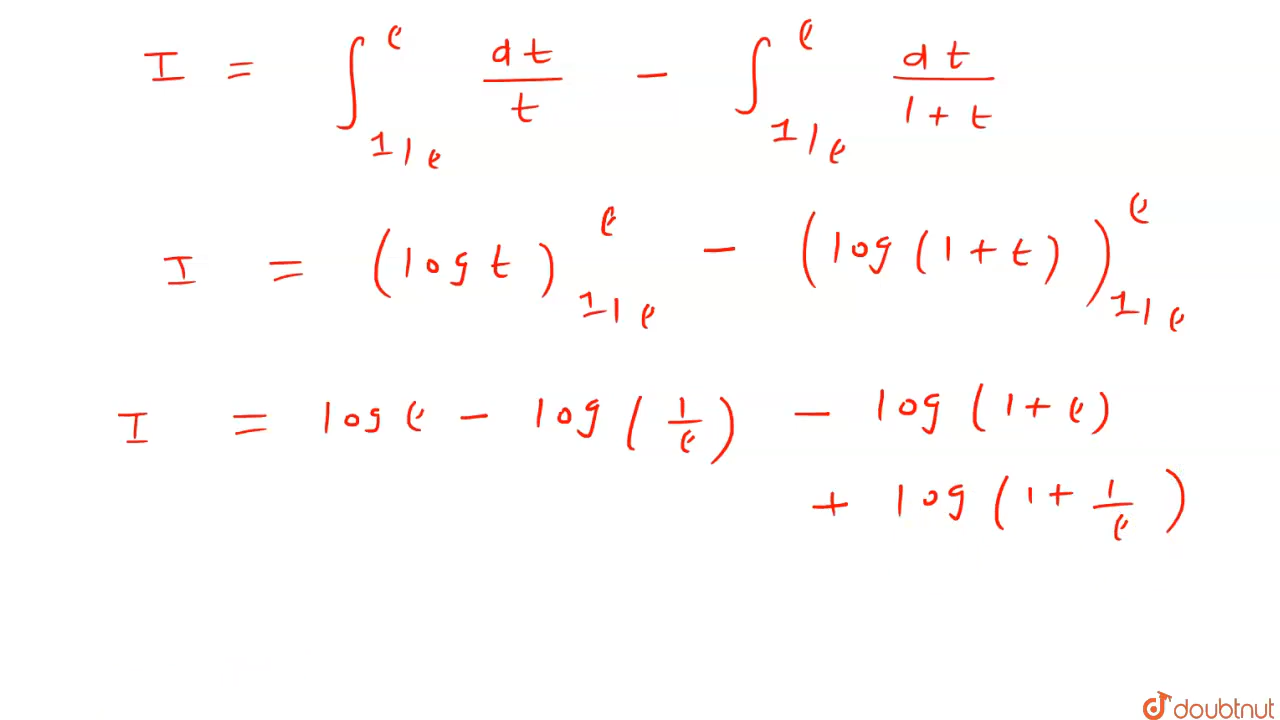 I = ∫_{1/e}^{e} dt/t - ∫_{1/e}^{e} dt/(1+t)
I = (log t)_{1/e}^{e} - (log(1+t))_{1/e}^{e}
I = log e - log(1/e) - log(1+e)
+ log(1+1/e)
doubtnut